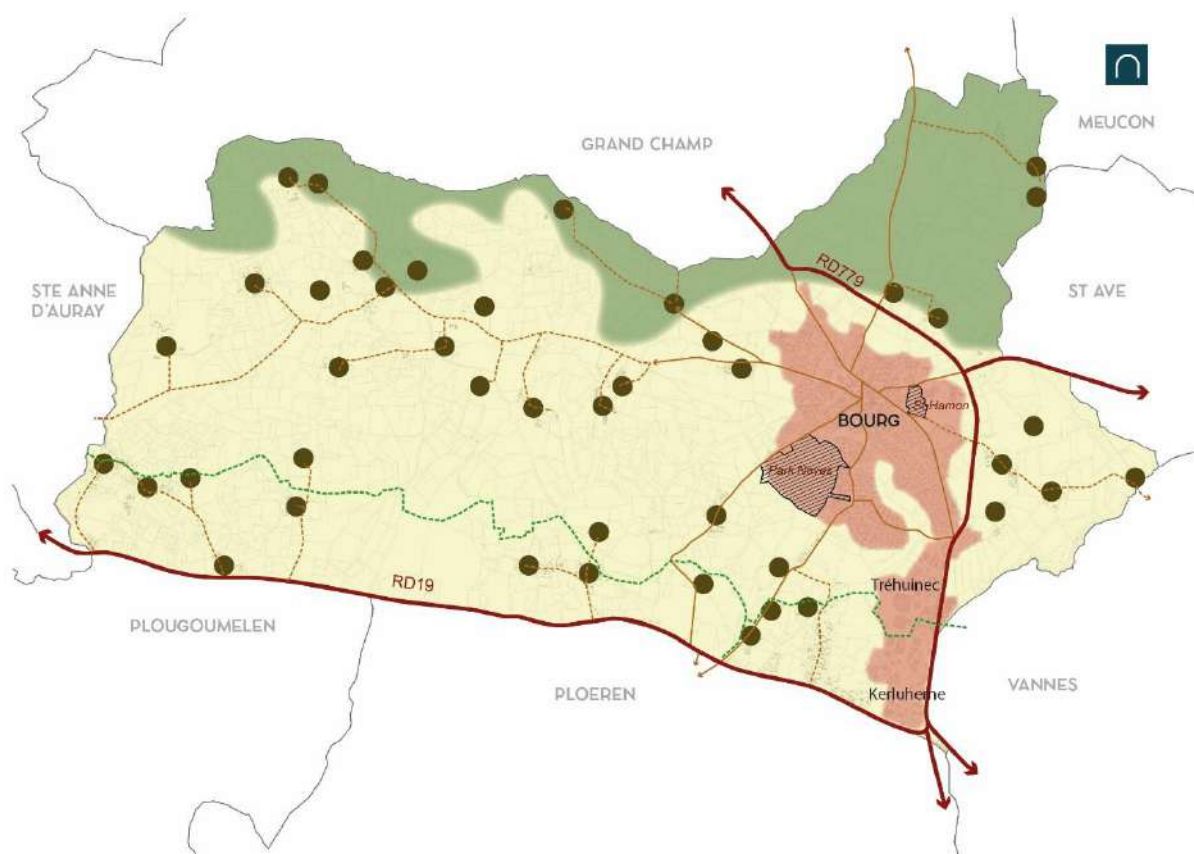 MEUCON
GRAND CHAMP
RD779
STE ANNE
D'AURAY
ST AVE
St Hamon
BOURG
Park Neves
RD19
Tréhuinec
PLOUGOUMELEN
PLOEREN
VANNES
Kerluherne